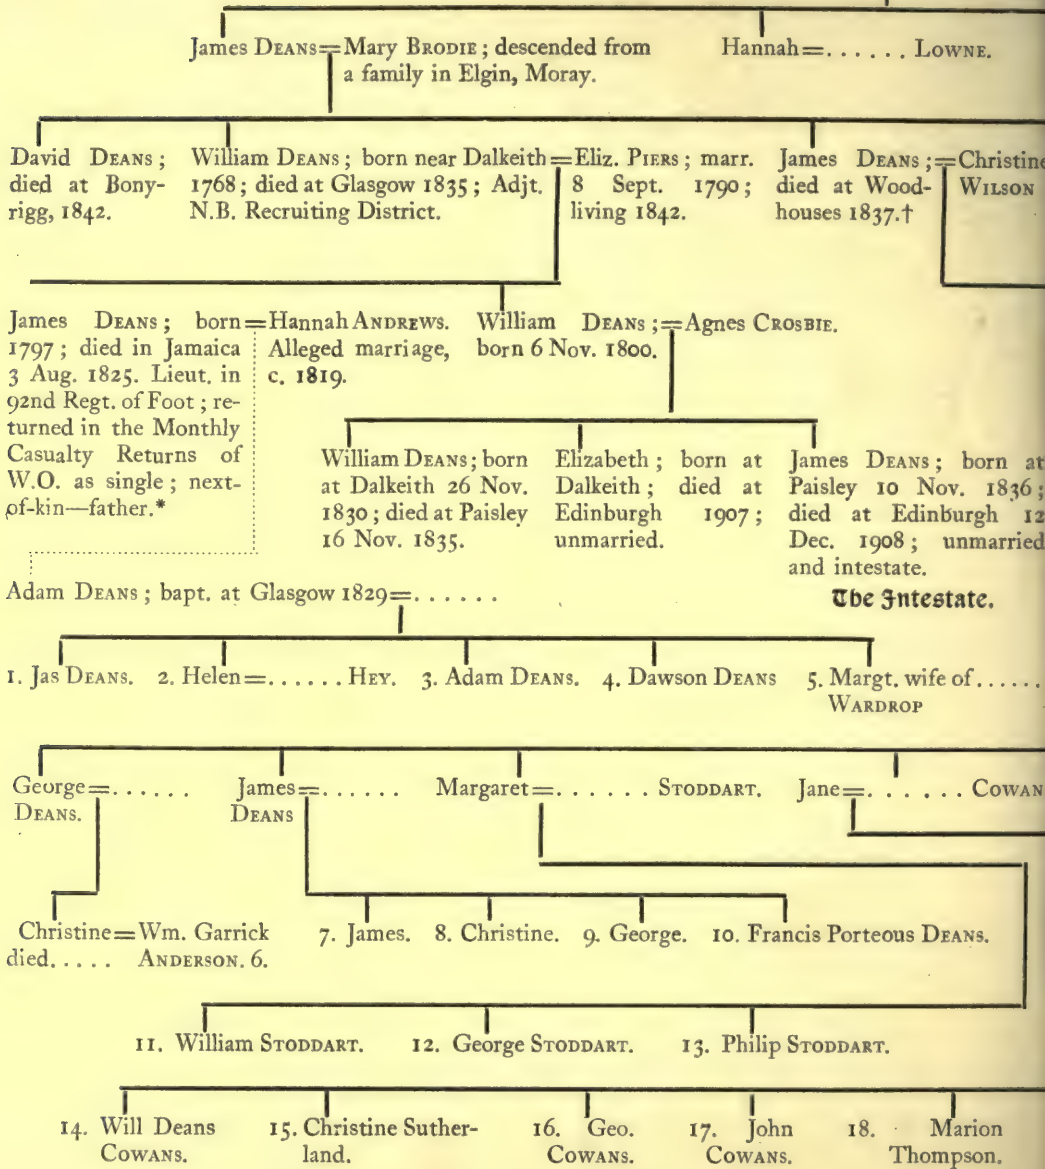 James DEANS=Mary BRODIE; descended from
a family in Elgin, Moray.
Hannah=...... LOWNE.
David DEANS;
died at Bony-
rigg, 1842.
William DEANS; born near Dalkeith
1768; died at Glasgow 1835; Adjt.
N.B. Recruiting District.
=Eliz. PIERS; marr.
8 Sept. 1790;
living 1842.
James DEANS;
died at Wood-
houses 1837.†
=Christine
WILSON
James DEANS; born
1797; died in Jamaica
3 Aug. 1825. Lieut. in
92nd Regt. of Foot; re-
turned in the Monthly
Casualty Returns of
W.O. as single; next-
of-kin—father.*
=Hannah ANDREWS.
Alleged marriage,
c. 1819.
William DEANS;
born 6 Nov. 1800.
=Agnes CROSBIE.
William DEANS; born
at Dalkeith 26 Nov.
1830; died at Paisley
16 Nov. 1835.
Elizabeth; born at
Dalkeith; died at
Edinburgh 1907;
unmarried.
James DEANS; born at
Paisley 10 Nov. 1836;
died at Edinburgh 12
Dec. 1908; unmarried
and intestate.
The Intestate.
Adam DEANS; bapt. at Glasgow 1829=......
1. Jas DEANS.
2. Helen=...... HEY.
3. Adam DEANS.
4. Dawson DEANS
5. Margt. wife of......
WARDROP
George=......
DEANS.
James=......
DEANS
Margaret=...... STODDART.
Jane=...... COWAN
Christine=Wm. Garrick
died..... ANDERSON. 6.
7. James.
8. Christine.
9. George.
10. Francis Porteous DEANS.
11. William STODDART.
12. George STODDART.
13. Philip STODDART.
14. Will Deans
COWANS.
15. Christine Suther-
land.
16. Geo.
COWANS.
17. John
COWANS.
18. Marion
Thompson.